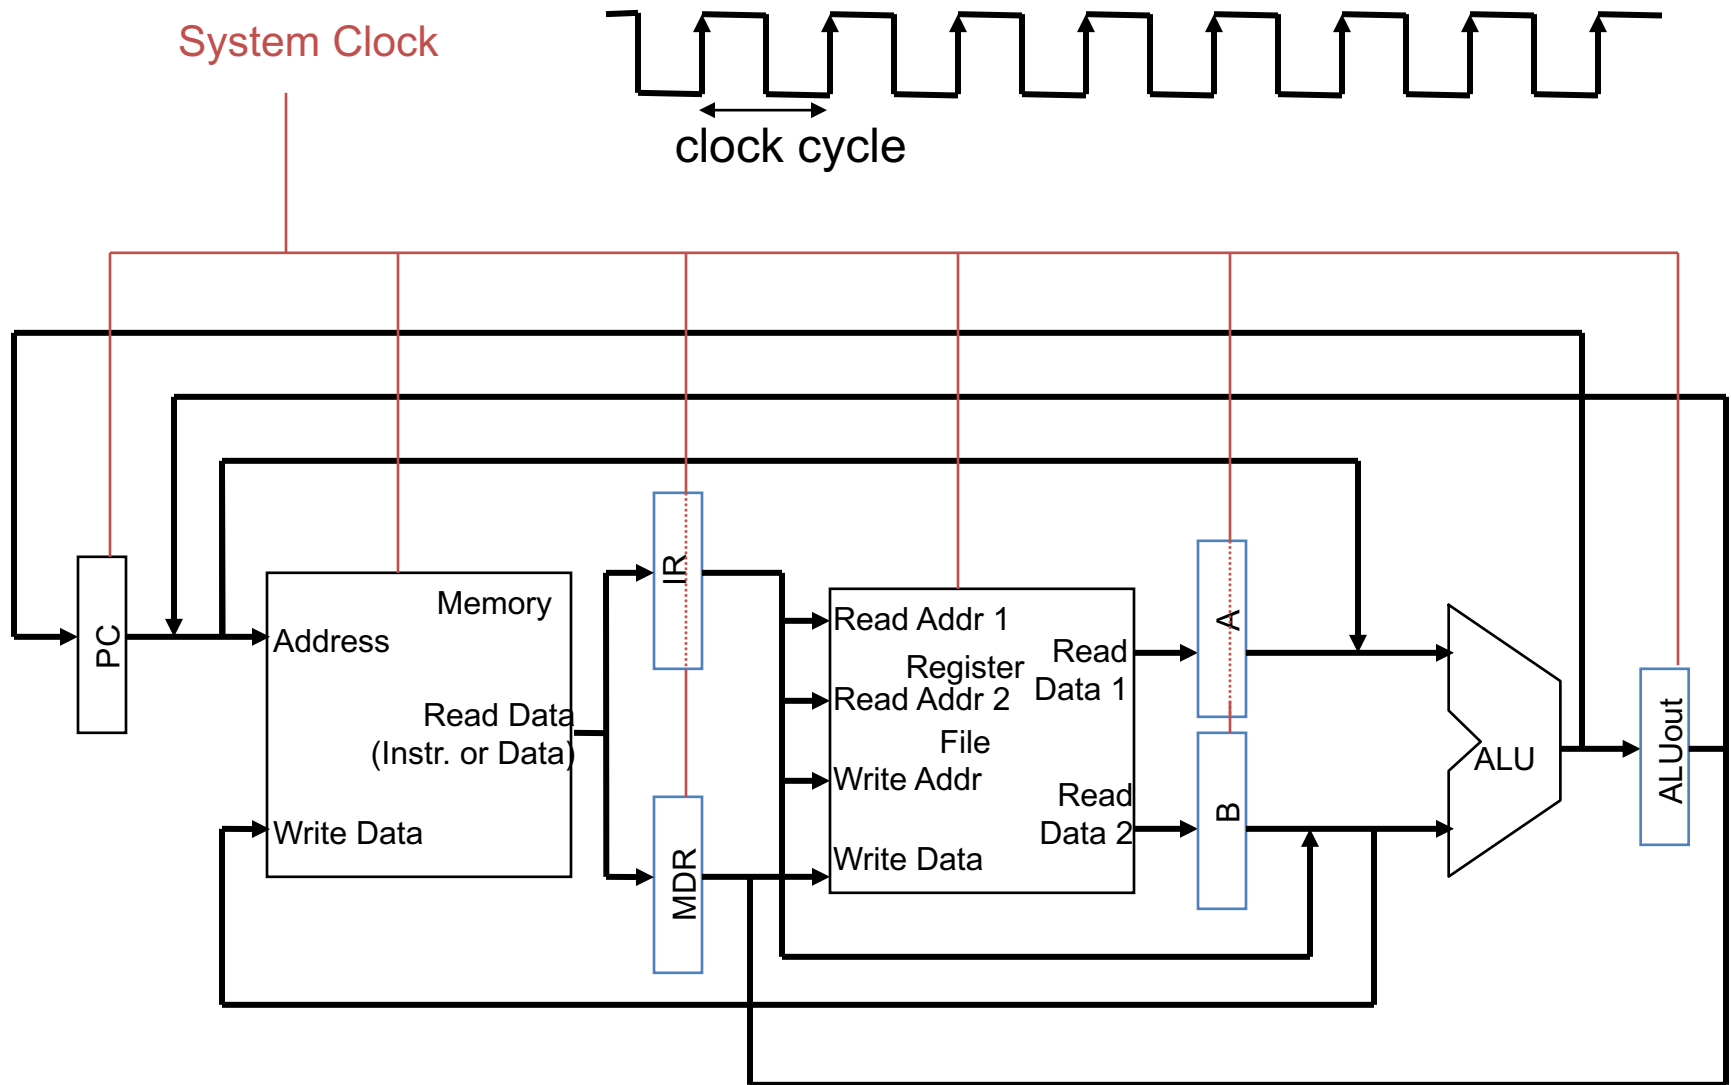 System Clock
clock cycle
PC
Memory
Address
Read Data
(Instr. or Data)
Write Data
IR
MDR
Read Addr 1
Register
Read Addr 2
File
Write Addr
Write Data
Read
Data 1
Read
Data 2
A
B
ALU
ALUout